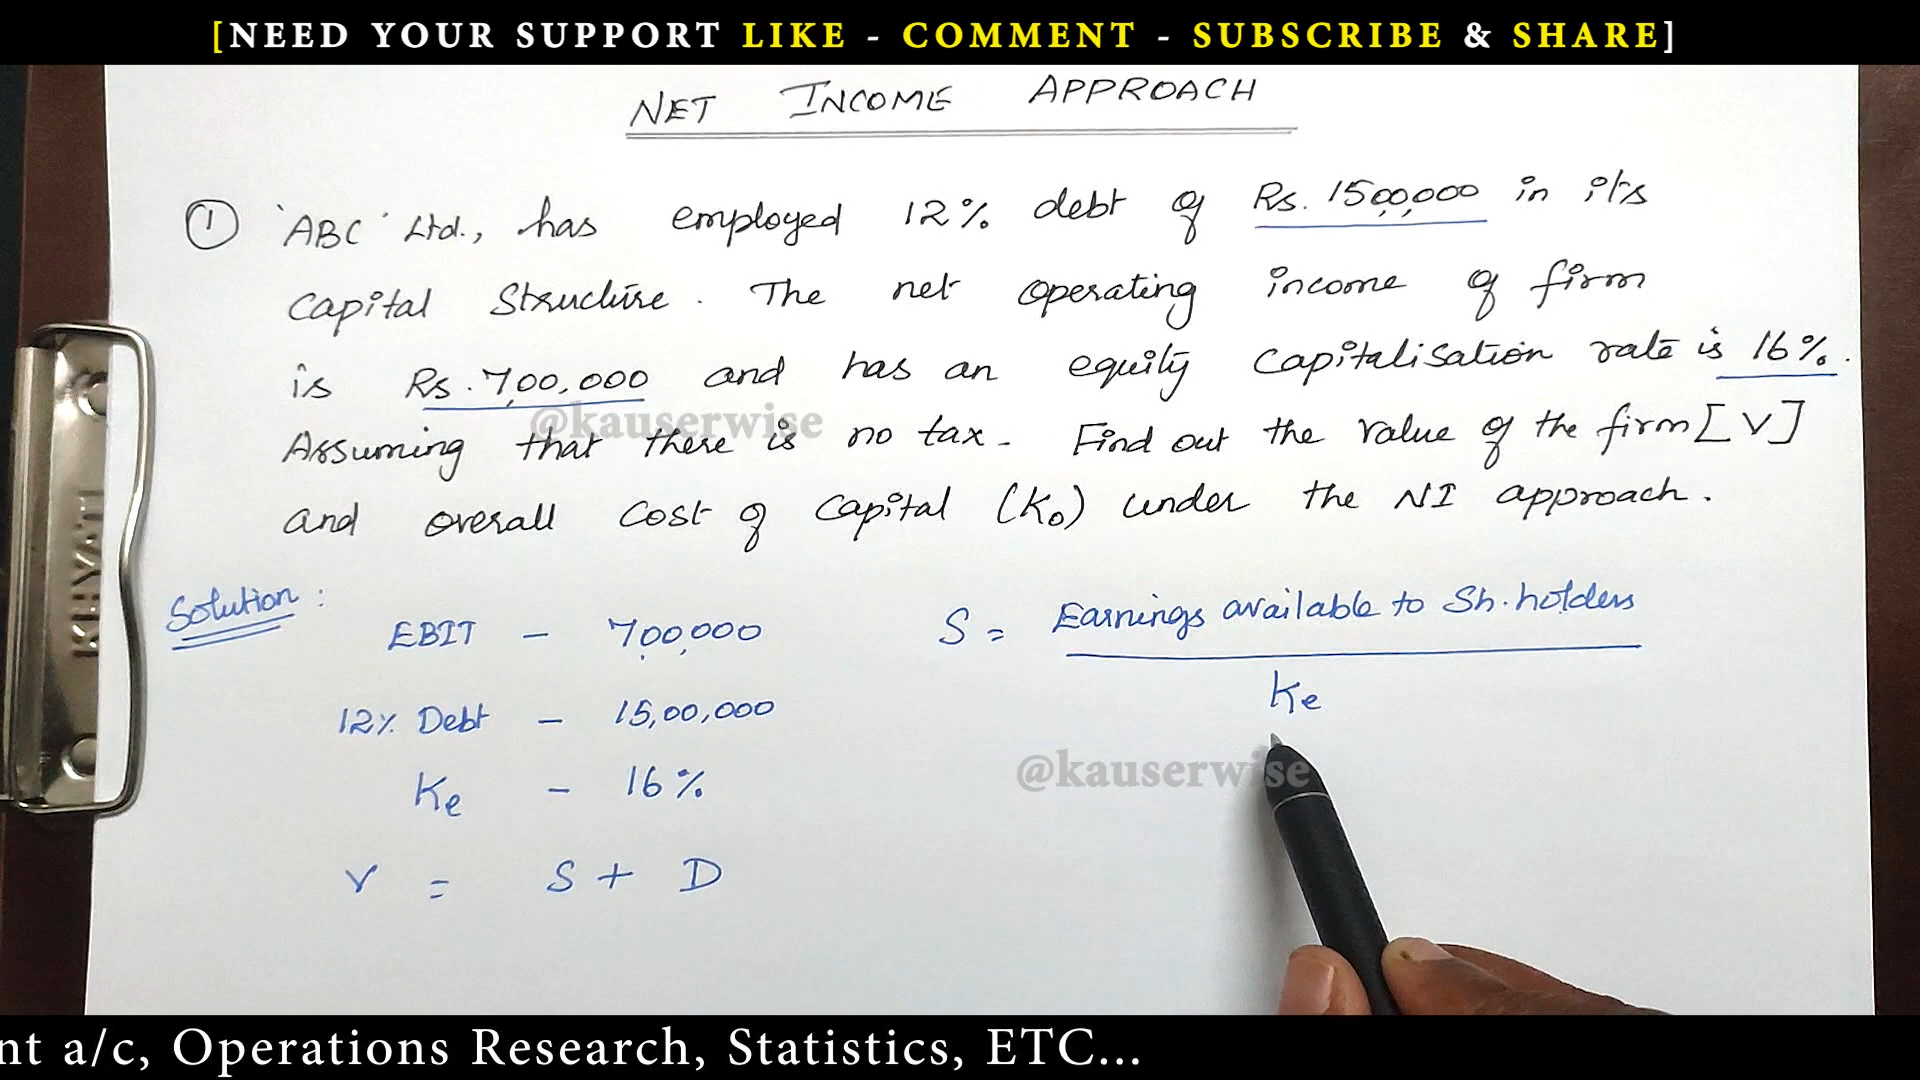 [NEED YOUR SUPPORT LIKE - COMMENT - SUBSCRIBE & SHARE]
NET INCOME APPROACH
① 'ABC' Ltd., has employed 12% debt of Rs. 15,00,000 in its
Capital Structure. The net operating income of firm
is Rs. 7,00,000 and has an equity Capitalisation rate is 16%.
@kauserwise
Assuming that there is no tax. Find out the value of the firm [V]
and overall cost of Capital (Ko) under the NI approach.
Solution:
EBIT - 7,00,000
S = Earnings available to Sh. holders
Ke
12% Debt - 15,00,000
Ke - 16%
@kauserwise
V = S + D
KHYATI
nt a/c, Operations Research, Statistics, ETC...